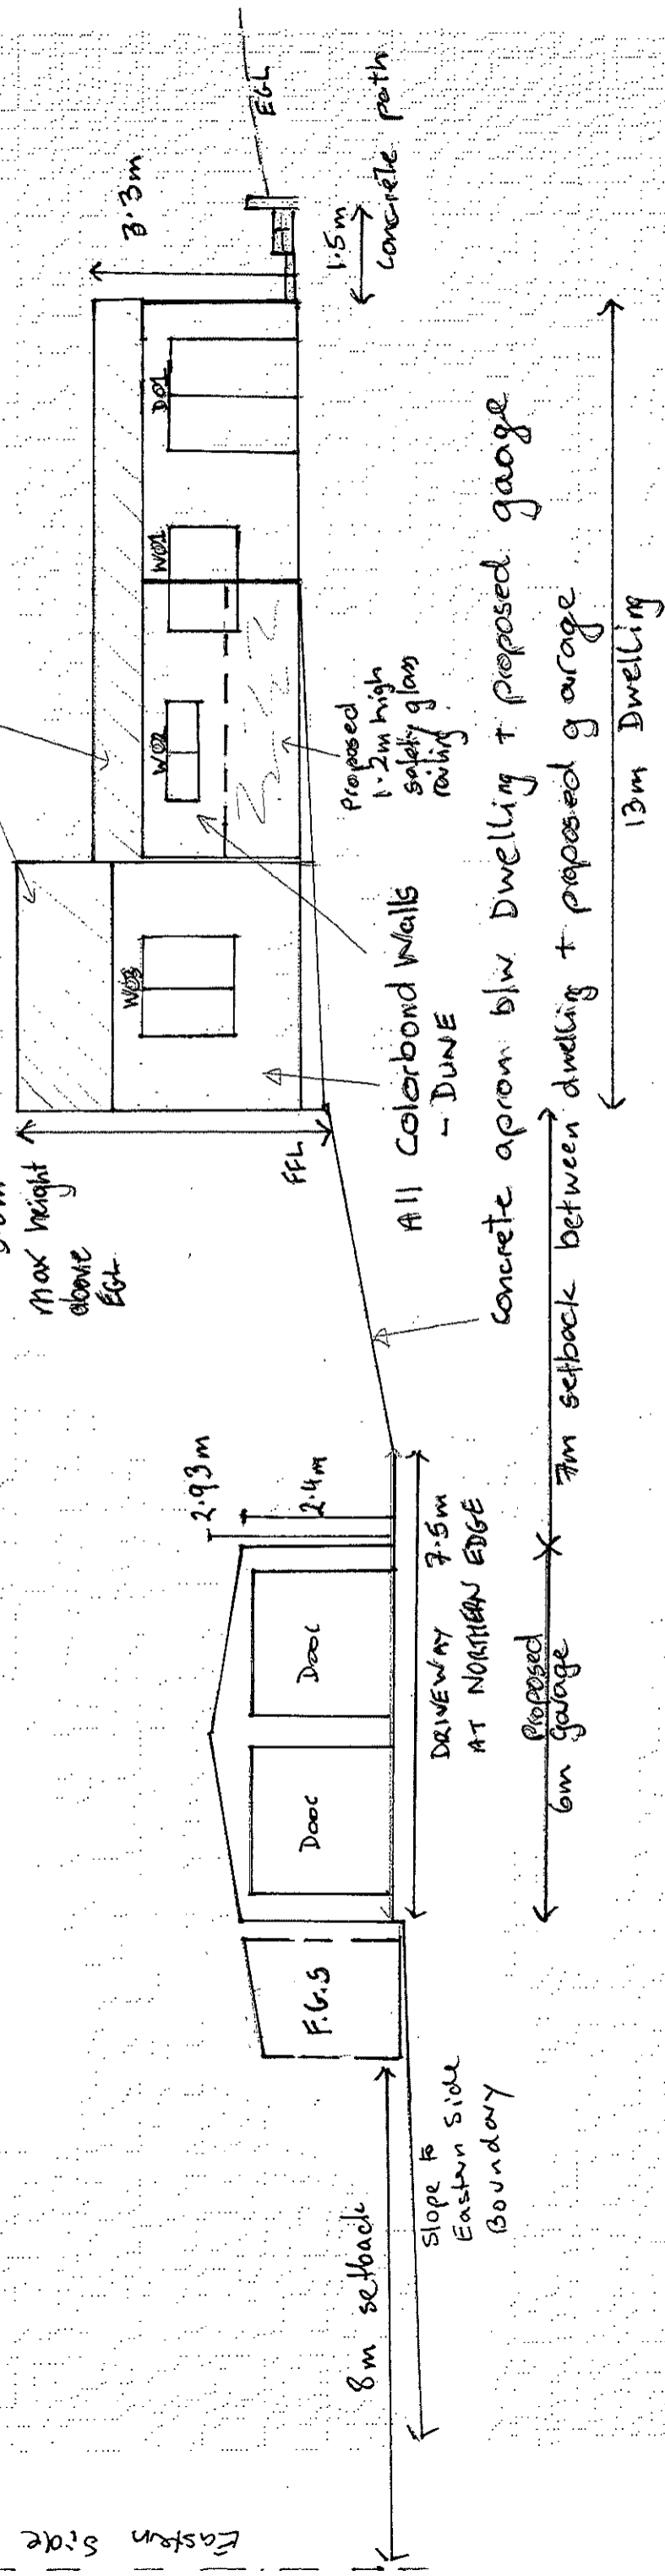 max height
above
EGL
3.3m
EGL
W03
W02
W01
D01
FFL
Proposed
1.2m high
safety glass
railing
1.5m
concrete path
All Colorbond Walls
- DUNE
2.93m
2.4m
Door
Door
F.G.S
concrete apron b/w Dwelling + proposed gaage
DRIVEWAY 7.5m
AT NORTHERN EDGE
7m setback between dwelling + proposed garage
Proposed
6m garage
13m Dwelling
8m setback
Slope to
Eastern side
Boundary
Eastern Side